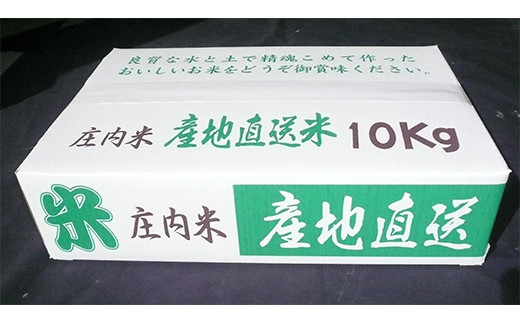 良質な水と土で精魂こめて作った
おいしいお米をどうぞ御賞味ください。
庄内米 産地直送米 10Kg
米 庄内米 産地直送